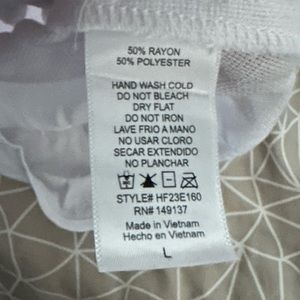 50% RAYON
50% POLYESTER
HAND WASH COLD
DO NOT BLEACH
DRY FLAT
DO NOT IRON
LAVE FRIO A MANO
NO USAR CLORO
SECAR EXTENDIDO
NO PLANCHAR
STYLE# HF23E160
RN# 149137
Made in Vietnam
Hecho en Vietnam
L